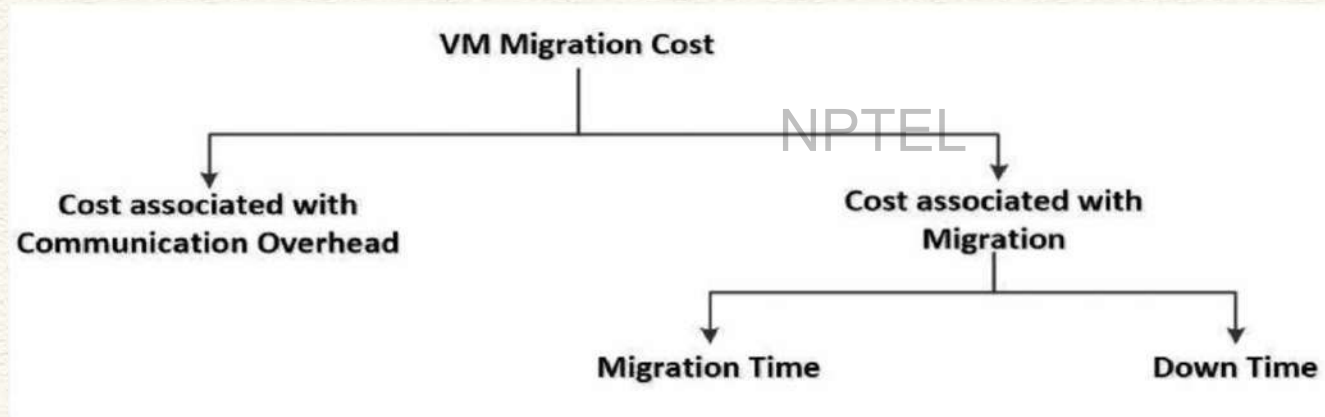 VM Migration Cost
NPTEL
Cost associated with
Communication Overhead
Cost associated with
Migration
Migration Time
Down Time